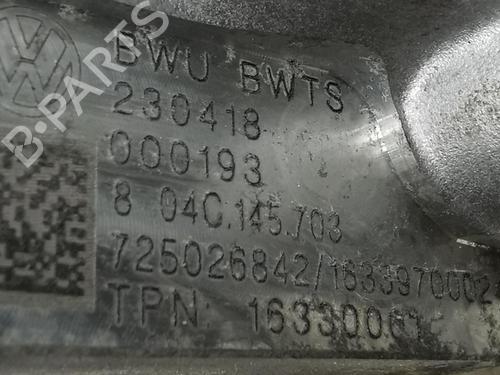 BWU BWTS
230418
000193
8 04C.145.703
725026842/1633970002
TPN: 16330061
B-PARTS